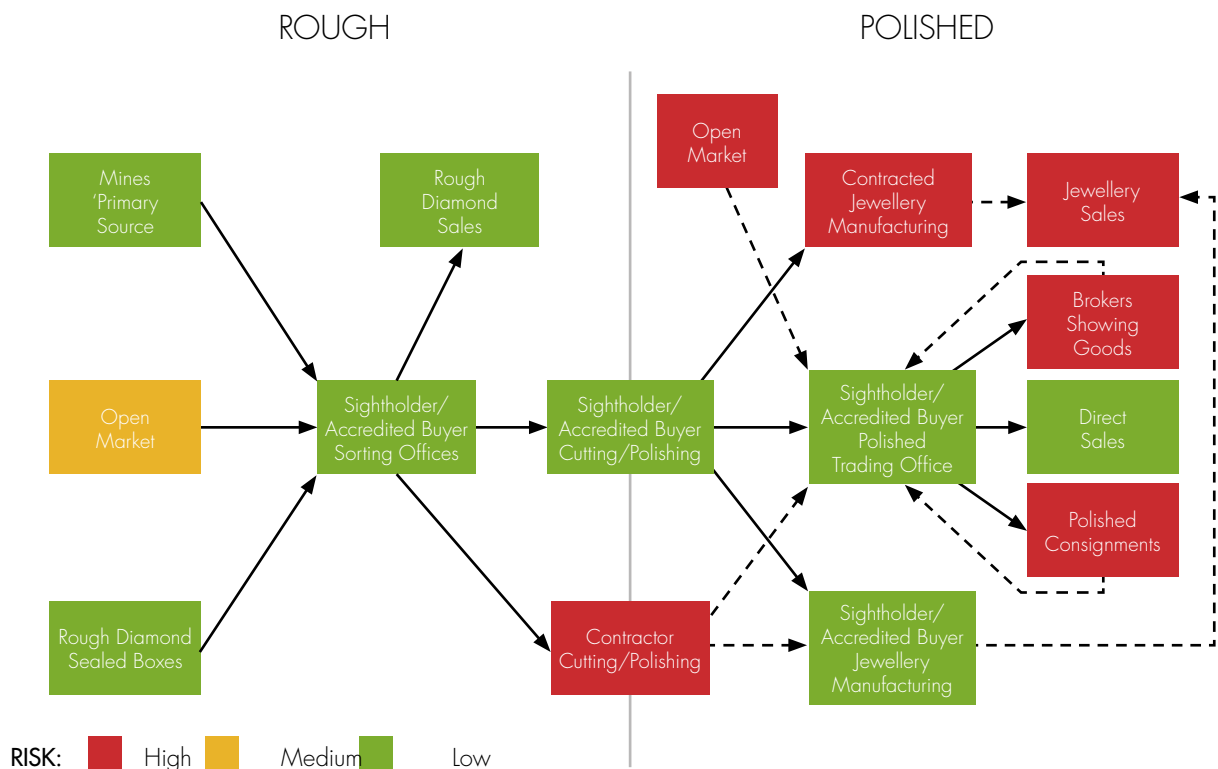 ROUGH
POLISHED
Open
Market
Mines
‘Primary
Source
Rough
Diamond
Sales
Contracted
Jewellery
Manufacturing
Jewellery
Sales
Brokers
Showing
Goods
Open
Market
Sightholder/
Accredited Buyer
Sorting Offices
Sightholder/
Accredited Buyer
Cutting/Polishing
Sightholder/
Accredited Buyer
Polished
Trading Office
Direct
Sales
Polished
Consignments
Rough Diamond
Sealed Boxes
Contractor
Cutting/Polishing
Sightholder/
Accredited Buyer
Jewellery
Manufacturing
RISK: High Medium Low